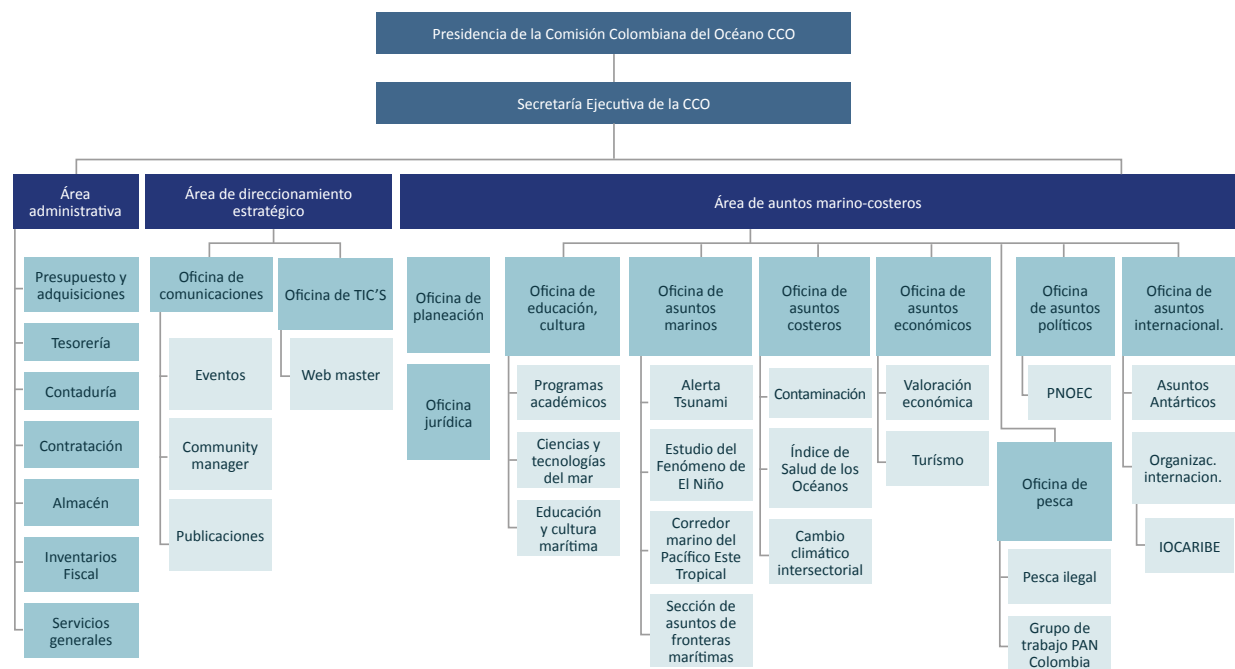 Presidencia de la Comisión Colombiana del Océano CCO
Secretaría Ejecutiva de la CCO
Área
administrativa
Área de direccionamiento
estratégico
Área de auntos marino-costeros
Presupuesto y
adquisiciones
Tesorería
Contaduría
Contratación
Almacén
Inventarios
Fiscal
Servicios
generales
Oficina de
comunicaciones
Eventos
Community
manager
Publicaciones
Oficina de TIC'S
Web master
Oficina de
planeación
Oficina
jurídica
Oficina de
educación,
cultura
Programas
académicos
Ciencias y
tecnologías
del mar
Educación
y cultura
marítima
Oficina de
asuntos
marinos
Alerta
Tsunami
Estudio del
Fenómeno de
El Niño
Corredor
marino del
Pacífico Este
Tropical
Sección de
asuntos de
fronteras
marítimas
Oficina de
asuntos
costeros
Contaminación
Índice de
Salud de los
Océanos
Cambio
climático
intersectorial
Oficina de
asuntos
económicos
Valoración
económica
Turísmo
Oficina de
pesca
Pesca ilegal
Grupo de
trabajo PAN
Colombia
Oficina
de asuntos
políticos
PNOEC
Oficina de
asuntos
internacional.
Asuntos
Antárticos
Organizac.
internacion.
IOCARIBE